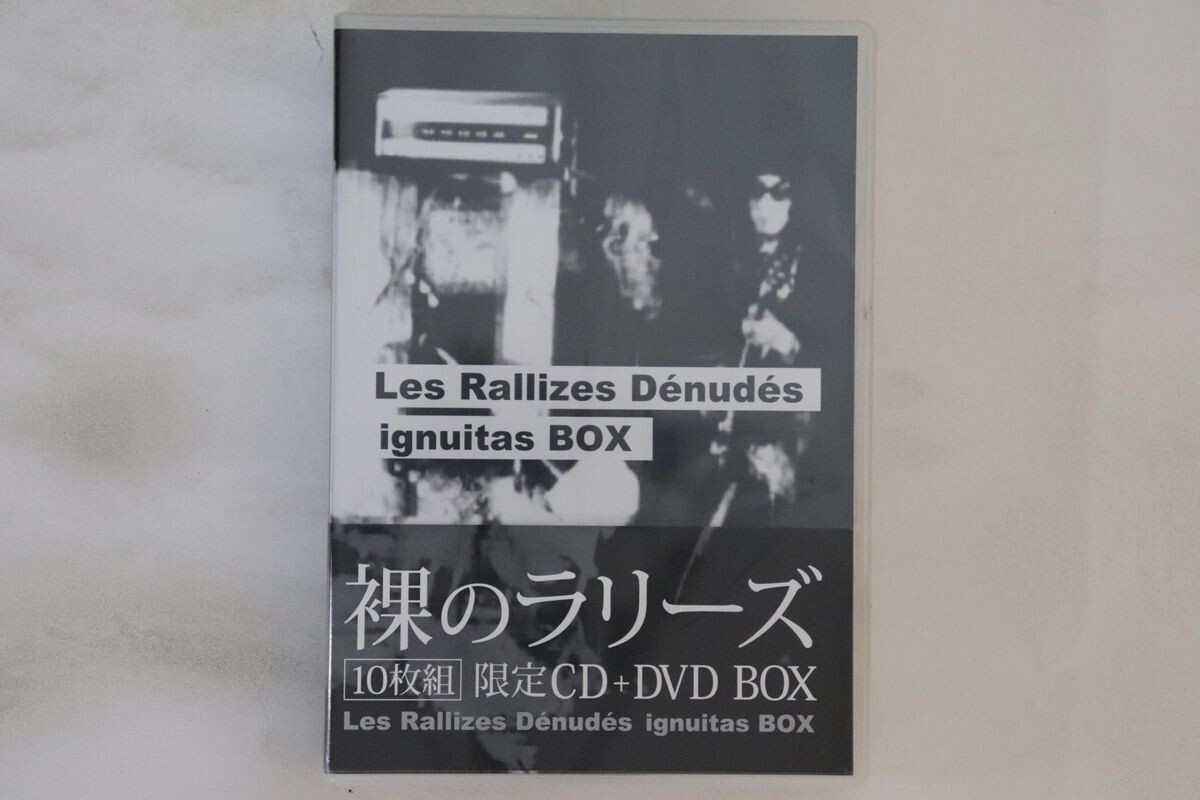 Les Rallizes Dénudés
ignuitas BOX
裸のラリーズ
10枚組 限定CD+DVD BOX
Les Rallizes Dénudés ignuitas BOX